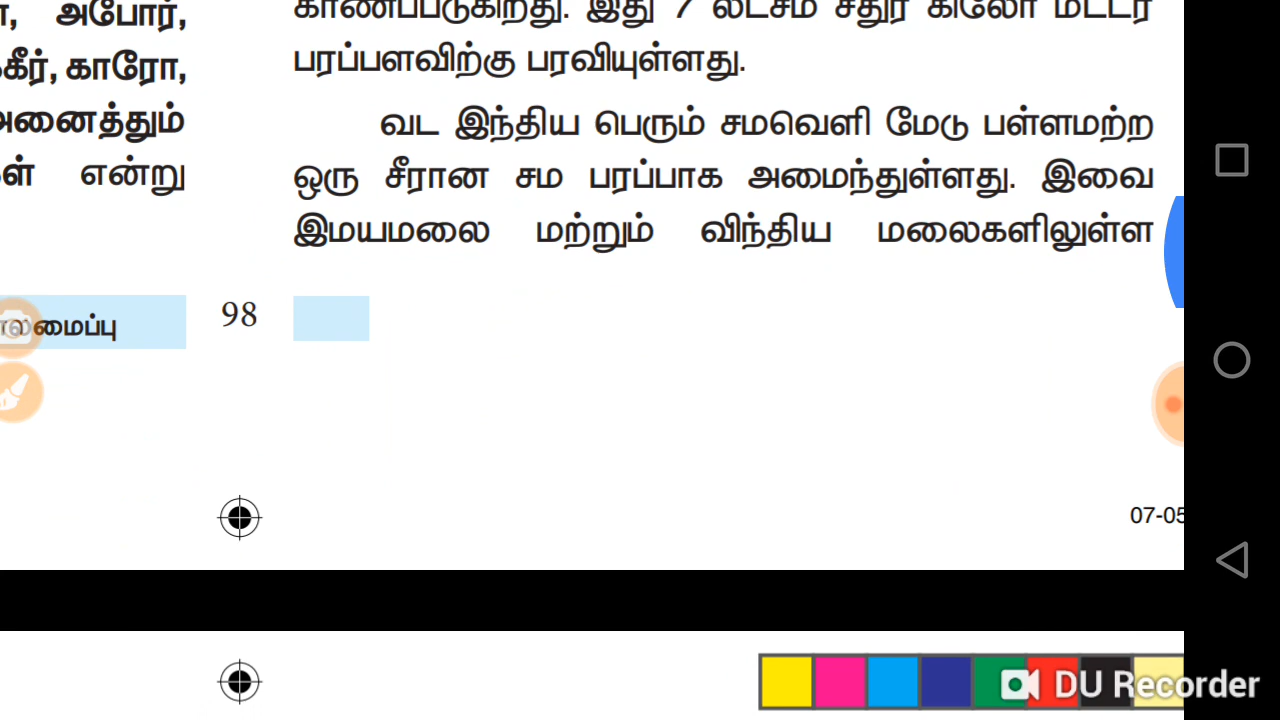 அபோர்,
காரோ,
என்று
காணப்படுகிறது. இது 7 லட்சம் சதுர கிலோ மீட்டர்
பரப்பளவிற்கு பரவியுள்ளது.
வட இந்திய பெரும் சமவெளி மேடு பள்ளமற்ற
ஒரு சீரான சம பரப்பாக அமைந்துள்ளது. இவை
இமயமலை மற்றும் விந்திய மலைகளிலுள்ள
98
07-05
DU Recorder